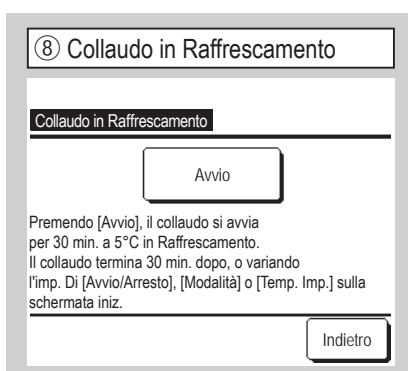 ⑧ Collaudo in Raffrescamento
Collaudo in Raffrescamento
Avvio
Premendo [Avvio], il collaudo si avvia
per 30 min. a 5°C in Raffrescamento.
Il collaudo termina 30 min. dopo, o variando
l'imp. Di [Avvio/Arresto], [Modalità] o [Temp. Imp.] sulla
schermata iniz.
Indietro